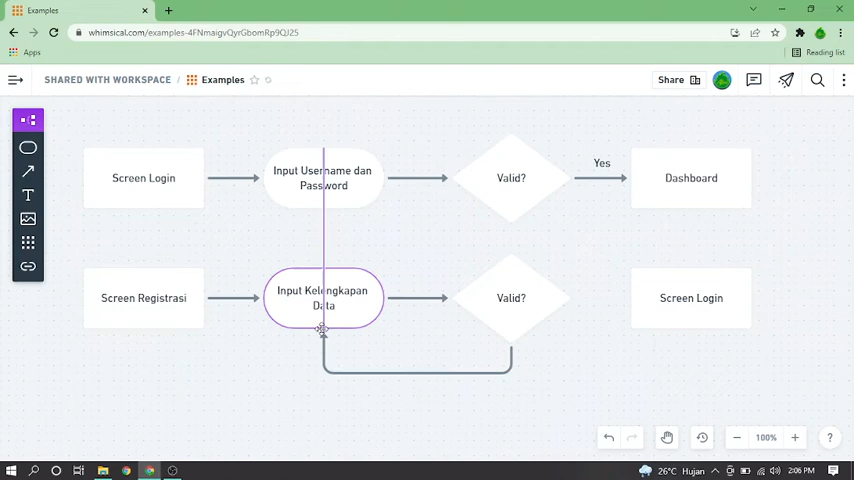 Examples
whimsical.com/examples-4FNmaigvQyrGbomRp9QJ25
Apps
Reading list
SHARED WITH WORKSPACE / Examples
Share
Screen Login
Input Username dan
Password
Valid?
Yes
Dashboard
Screen Registrasi
Input Kelengkapan
Data
Valid?
Screen Login
100%
?
26°C Hujan
2:06 PM